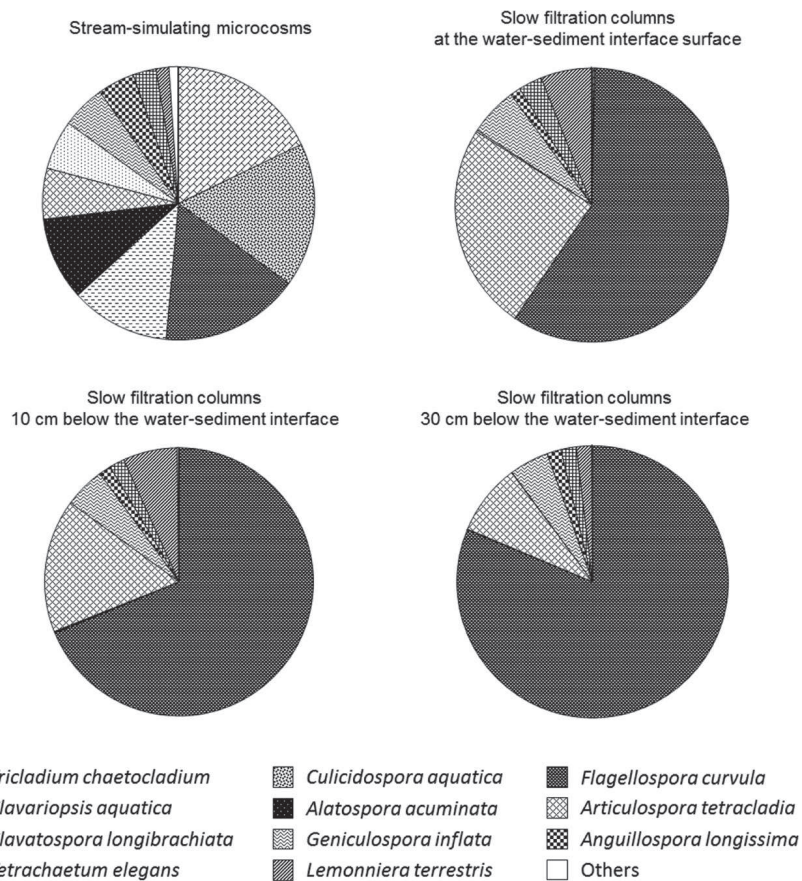 Stream-simulating microcosms
Slow filtration columns
at the water-sediment interface surface
Slow filtration columns
10 cm below the water-sediment interface
Slow filtration columns
30 cm below the water-sediment interface
ricladium chaetocladium
Culicidospora aquatica
Flagellospora curvula
lavariopsis aquatica
Alatospora acuminata
Articulospora tetracladia
lavatospora longibrachiata
Geniculospora inflata
Anguillospora longissima
etrachaetum elegans
Lemonniera terrestris
Others